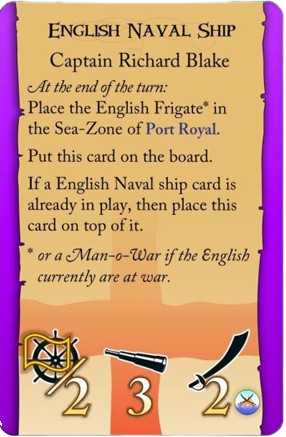 English Naval Ship
Captain Richard Blake
At the end of the turn:
Place the English Frigate* in
the Sea-Zone of Port Royal.
Put this card on the board.
If a English Naval ship card is
already in play, then place this
card on top of it.
* or a Man-o-War if the English
currently are at war.
/2 3 2